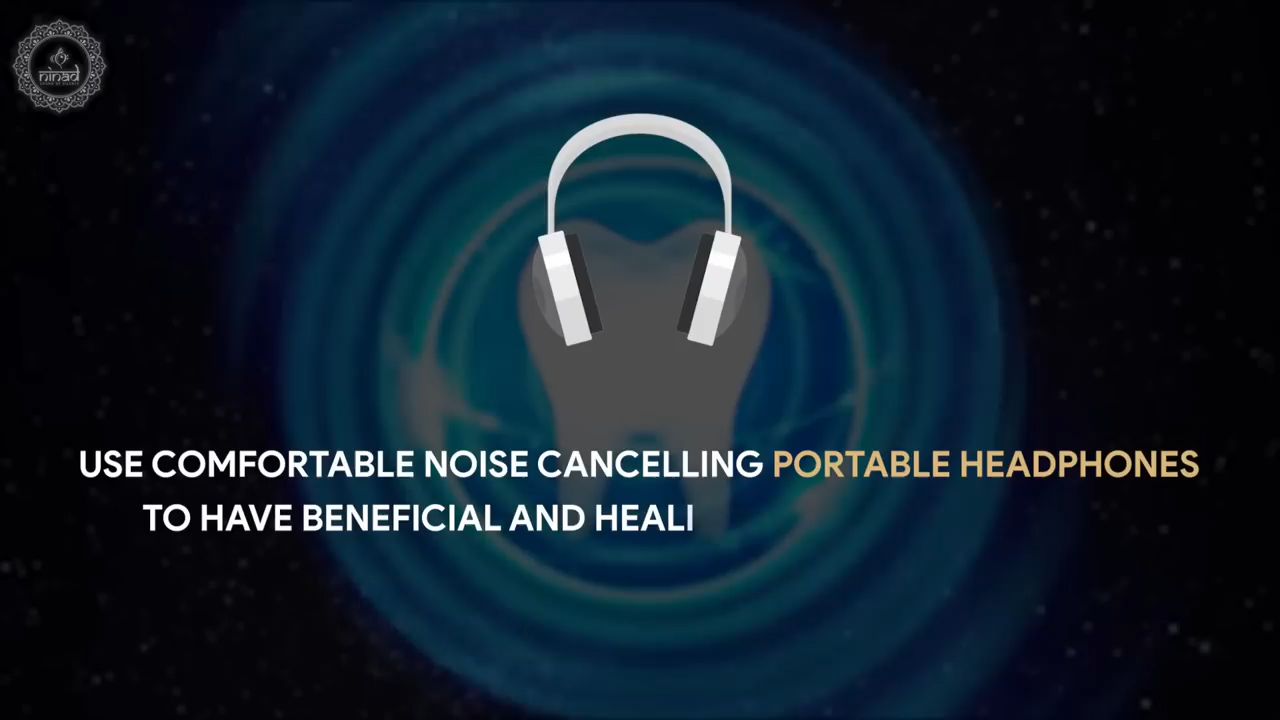 ninad
USE COMFORTABLE NOISE CANCELLING PORTABLE HEADPHONES
TO HAVE BENEFICIAL AND HEALI